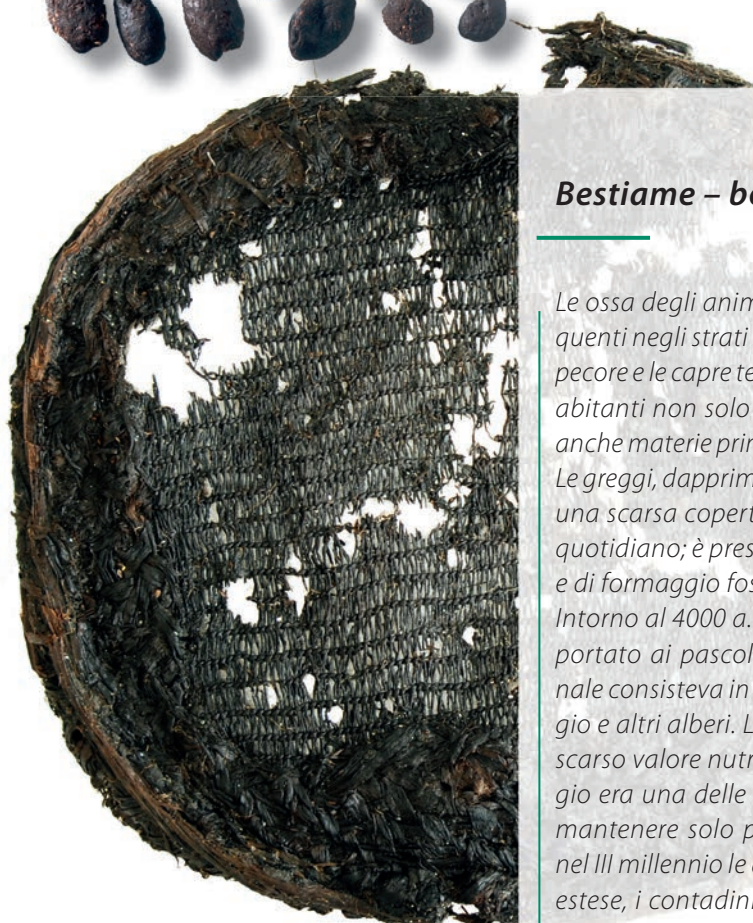 Bestiame –
Le ossa degli anim
quenti negli strati
pecore e le capre te
abitanti non solo
anche materie pri
Le greggi, dapprim
una scarsa copert
quotidiano; è pres
e di formaggio fos
Intorno al 4000 a.
portato ai pascol
nale consisteva in
gio e altri alberi. L
scarso valore nutr
gio era una delle
mantenere solo p
nel III millennio le
estese, i contadin